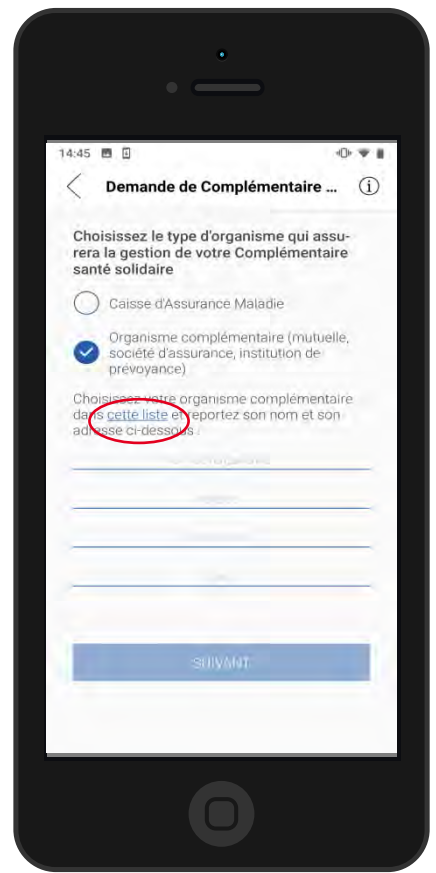 14:45
Demande de Complémentaire ...
Choisissez le type d'organisme qui assu-
rera la gestion de votre Complémentaire
santé solidaire
Caisse d'Assurance Maladie
Organisme complémentaire (mutuelle,
société d'assurance, institution de
prévoyance)
Choisissez votre organisme complémentaire
dans cette liste et reportez son nom et son
adresse ci-dessous :
SUIVANT